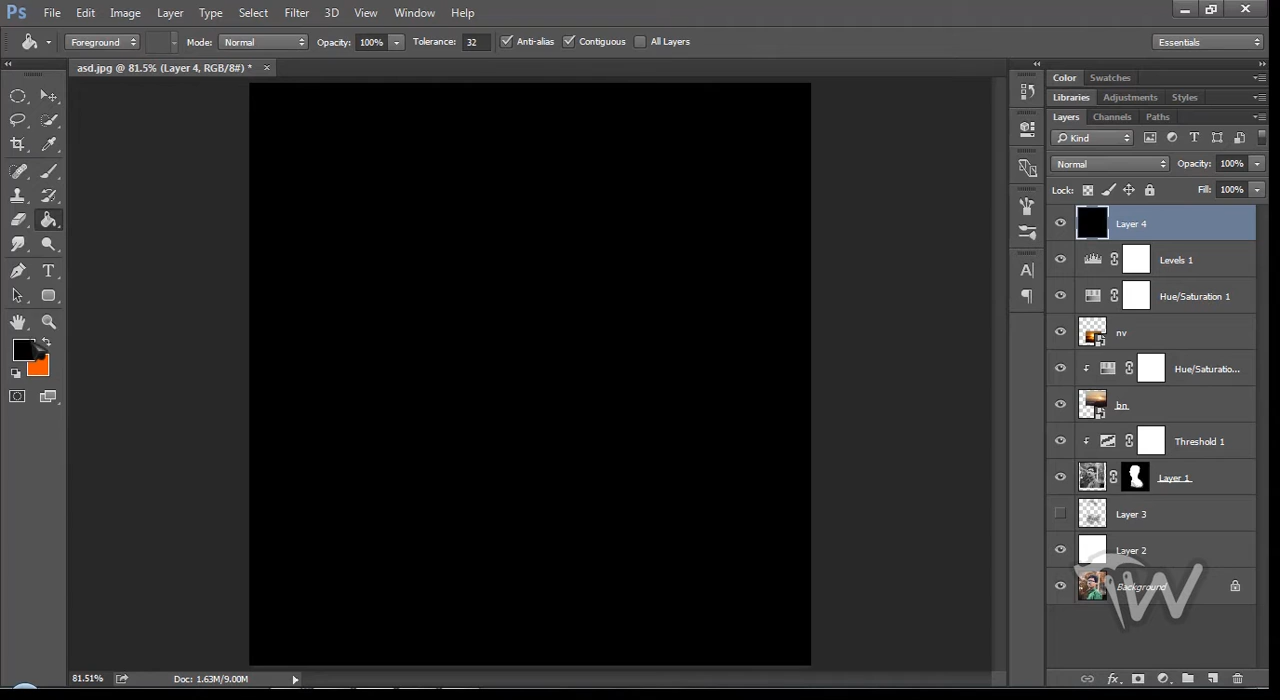 Ps File Edit Image Layer Type Select Filter 3D View Window Help
Foreground Mode: Normal Opacity: 100% Tolerance: 32 Anti-alias Contiguous All Layers Essentials
asd.jpg @ 81.5% (Layer 4, RGB/8#) * ×
Color Swatches
Libraries Adjustments Styles
Layers Channels Paths
Kind
Normal Opacity: 100%
Lock: Fill: 100%
Layer 4
Levels 1
Hue/Saturation 1
nv
Hue/Saturatio...
bn
Threshold 1
Layer 1
Layer 3
Layer 2
Background
W
81.51% Doc: 1.63M/9.00M